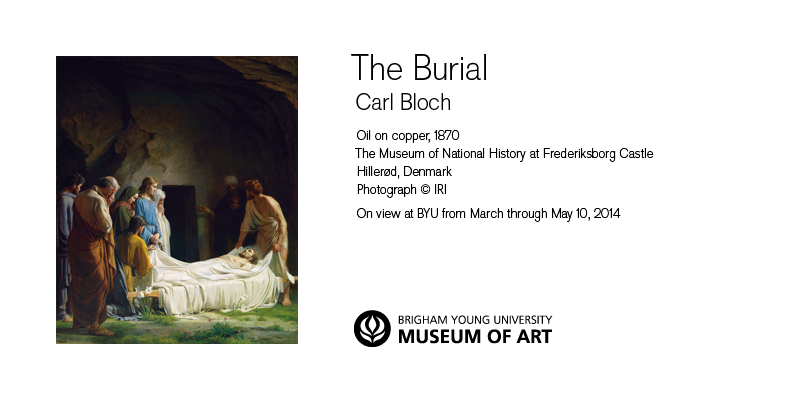 The Burial
Carl Bloch
Oil on copper, 1870
The Museum of National History at Frederiksborg Castle
Hillerød, Denmark
Photograph © IRI
On view at BYU from March through May 10, 2014
BRIGHAM YOUNG UNIVERSITY
MUSEUM OF ART